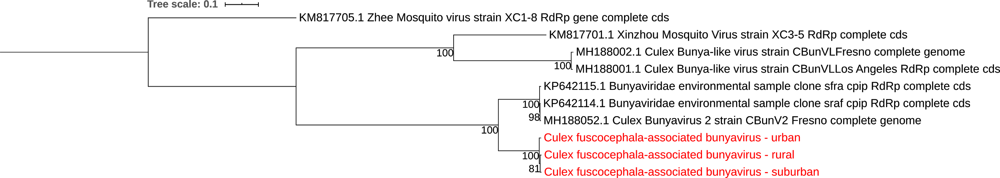 Tree scale: 0.1
KM817705.1 Zhee Mosquito virus strain XC1-8 RdRp gene complete cds
KM817701.1 Xinzhou Mosquito Virus strain XC3-5 RdRp complete cds
100
MH188002.1 Culex Bunya-like virus strain CBunVLFresno complete genome
100
MH188001.1 Culex Bunya-like virus strain CBunVLLos Angeles RdRp complete cds
KP642115.1 Bunyaviridae environmental sample clone sfra cpip RdRp complete cds
100
KP642114.1 Bunyaviridae environmental sample clone sraf cpip RdRp complete cds
98
MH188052.1 Culex Bunyavirus 2 strain CBunV2 Fresno complete genome
100
Culex fuscocephala-associated bunyavirus - urban
100
Culex fuscocephala-associated bunyavirus - rural
81
Culex fuscocephala-associated bunyavirus - suburban